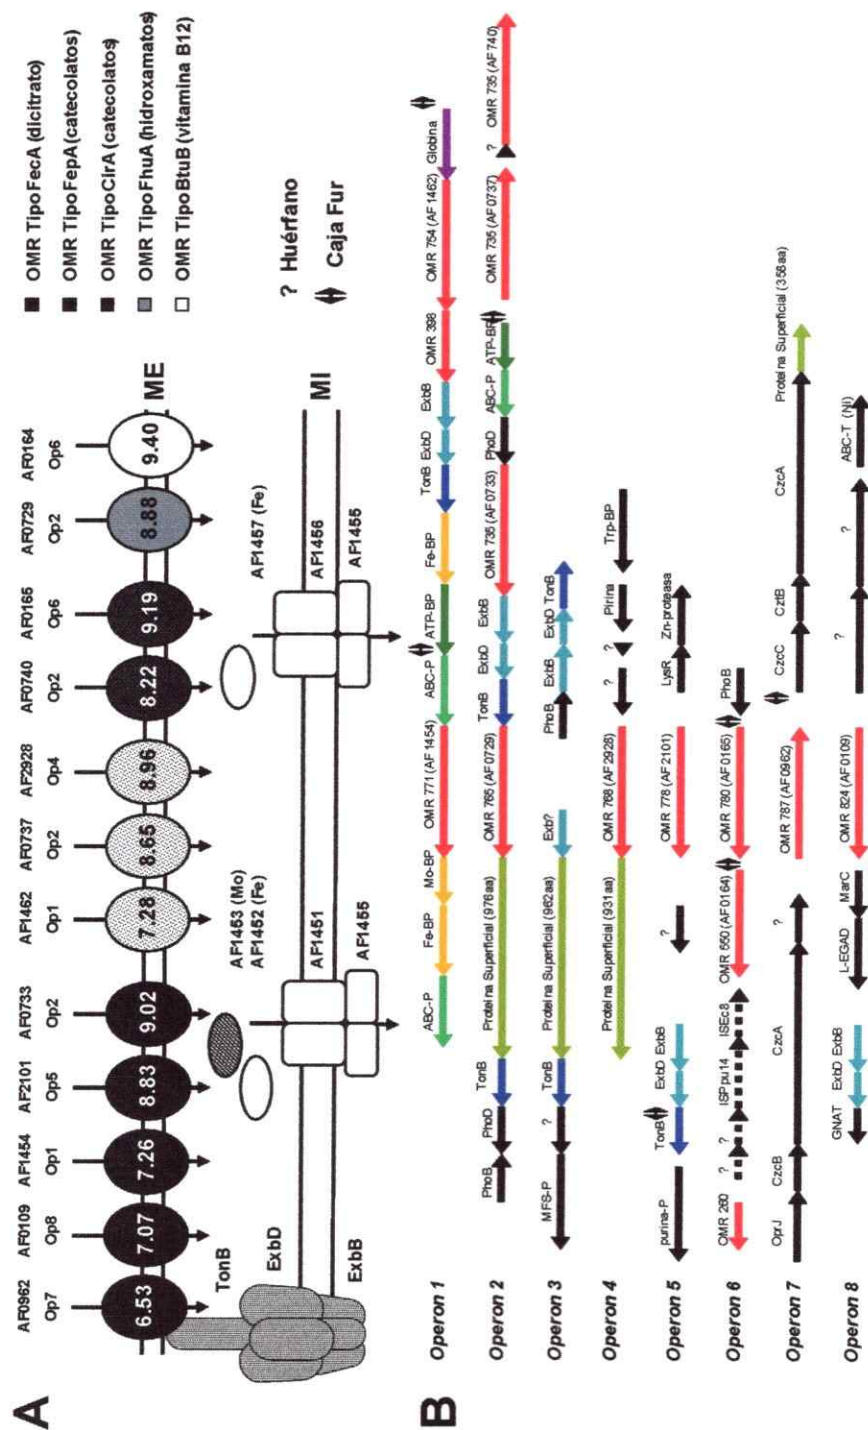 A
AF0962 AF0109 AF1454 AF2101 AF0733 AF1462 AF0737 AF2928 AF0740 AF0165 AF0729 AF0164
Op7 Op8 Op1 Op5 Op2 Op1 Op2 Op4 Op2 Op6 Op2 Op6
6.53 7.07 7.26 8.83 9.02 7.28 8.65 8.96 8.22 9.19 8.88 9.40
ME
OMR Tipo FecA (dicitrato)
OMR Tipo FepA (catecolatos)
OMR Tipo CirA (catecolatos)
OMR Tipo FhuA (hidroxamatos)
OMR Tipo BtuB (vitamina B12)
TonB
ExbD
ExbB
AF1453 (Mo)
AF1452 (Fe)
AF1451
AF1455
AF1457 (Fe)
AF1456
AF1455
MI
? Huérfano
Caja Fur
B
Operon 1
ABC-P Fe-BP Mo-BP OMR 771 (AF1454) ABC-P ATP-BP Fe-BP TonB ExbD ExbB OMR 398 OMR 754 (AF1462) Globina
Operon 2
PhoB PhoD TonB Proteína Superficial (976aa) OMR 765 (AF0729) TonB ExbD ExbB OMR 735 (AF0733) PhoD ABC-P ATP-BP OMR 735 (AF0737) ? OMR 735 (AF740)
Operon 3
MFS-P ? TonB Proteína Superficial (962aa) Exb? PhoB ExbB ExbD TonB
Operon 4
Proteína Superficial (931aa) OMR 768 (AF2928) ? ? Pirina Trp-BP
Operon 5
purina-P TonB ExbD ExbB ? OMR 778 (AF2101) LysR Zn-proteasa
Operon 6
OMR 260 ? ISPpu14 ISEc8 OMR 650 (AF0164) OMR 780 (AF0165) PhoB
Operon 7
OprJ CzcB CzcA ? OMR 787 (AF0962) CzcC CztB CzcA Proteína Superficial (356aa)
Operon 8
GNAT ExbD ExbB L-EGAD MarC OMR 824 (AF0109) ? ? ABC-T (Ni)